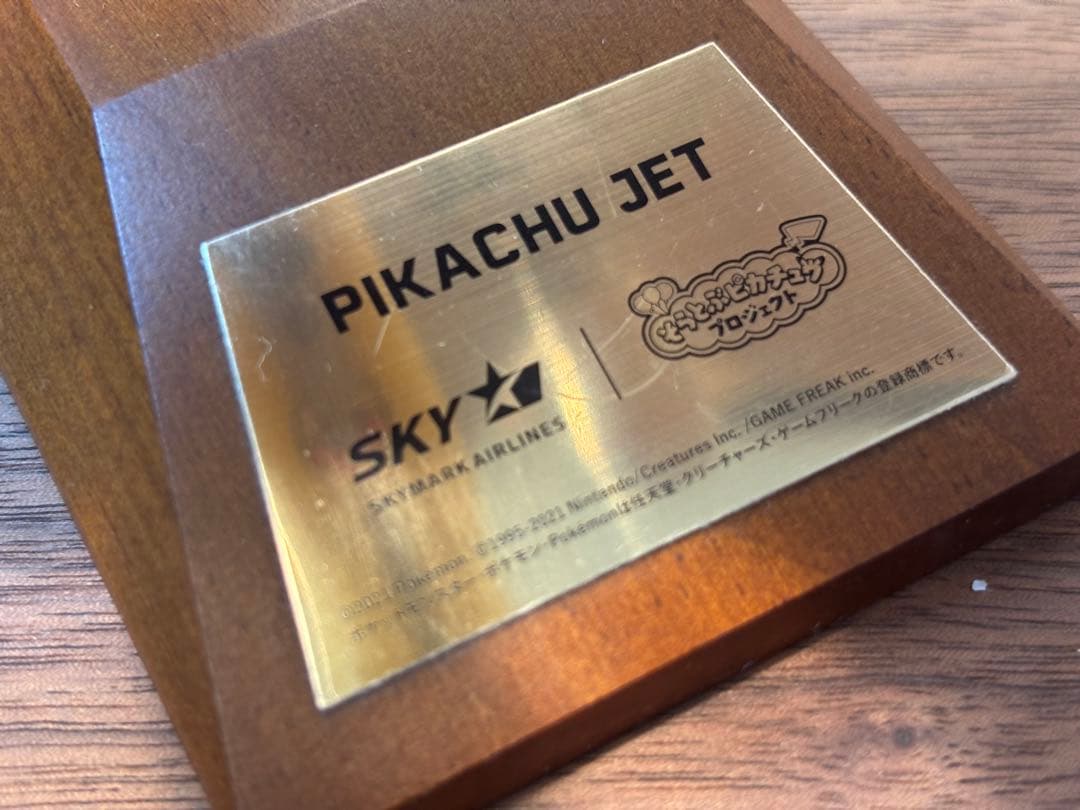 PIKACHU JET
SKY
SKYMARK AIRLINES
そらとぶピカチュウ
プロジェクト
©2021 Pokémon. ©1995-2021 Nintendo/Creatures Inc. /GAME FREAK inc.
ポケットモンスター・ポケモン・Pokémonは任天堂・クリーチャーズ・ゲームフリークの登録商標です。